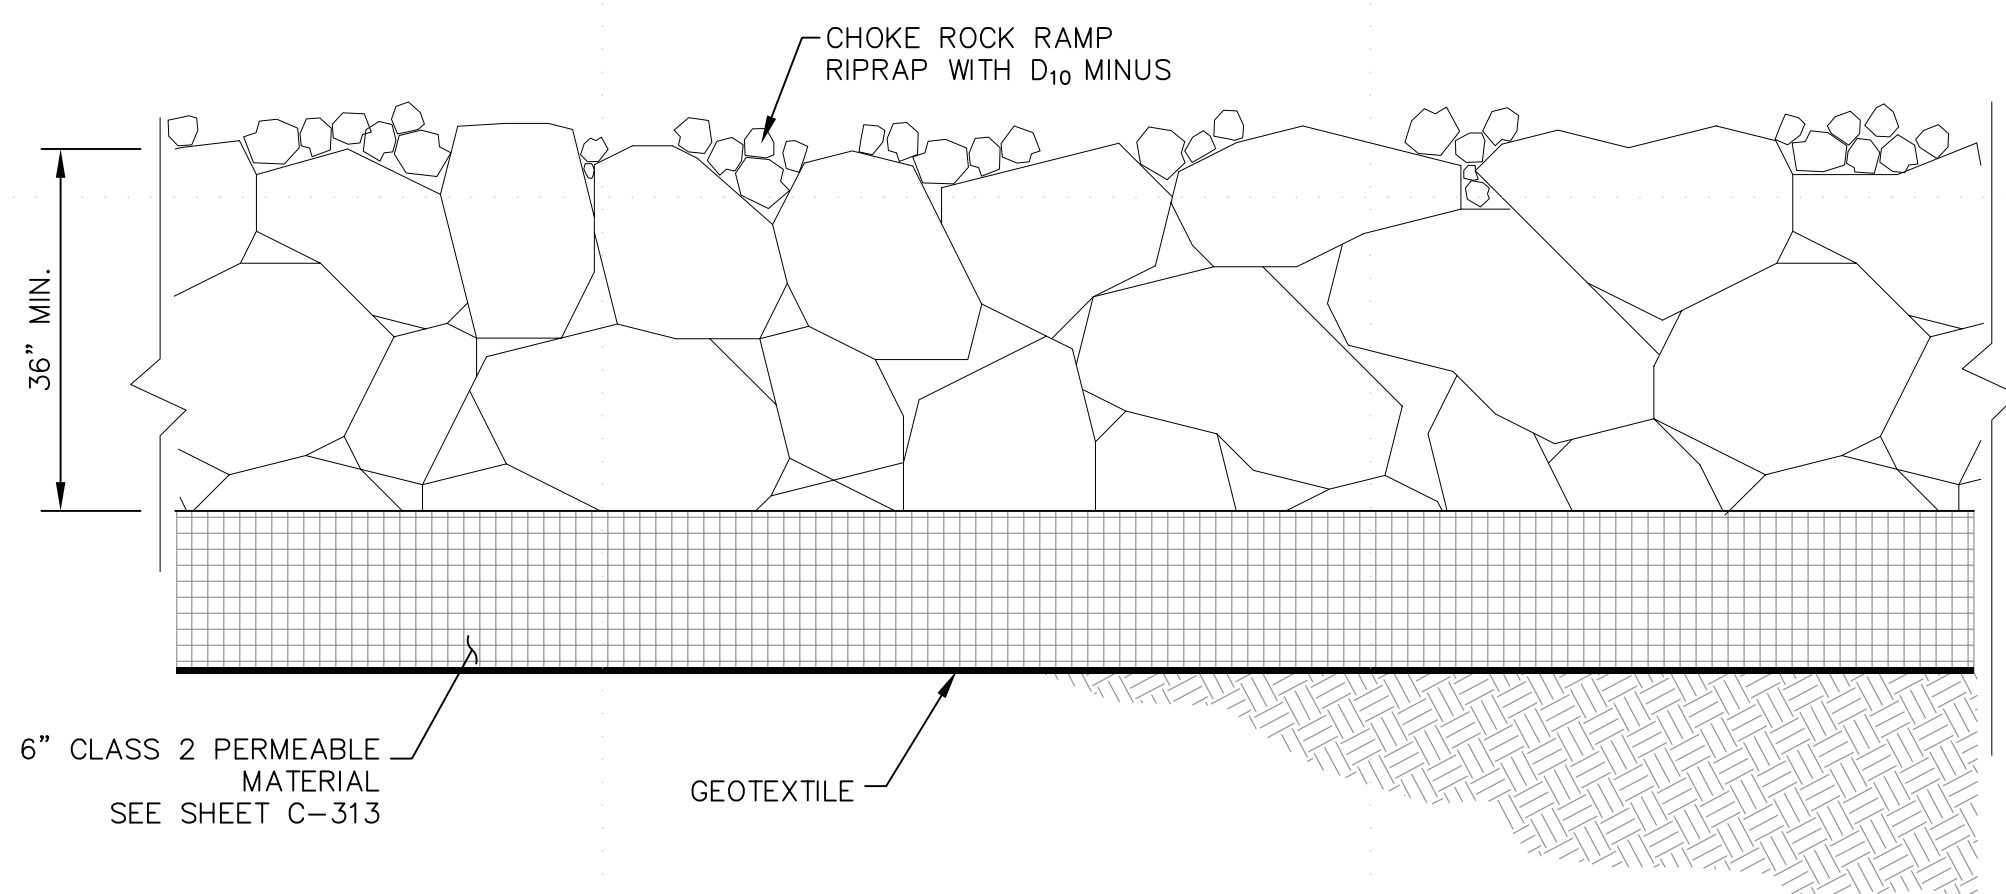 CHOKE ROCK RAMP
RIPRAP WITH D₁₀ MINUS
36” MIN.
6” CLASS 2 PERMEABLE
MATERIAL
SEE SHEET C-313
GEOTEXTILE